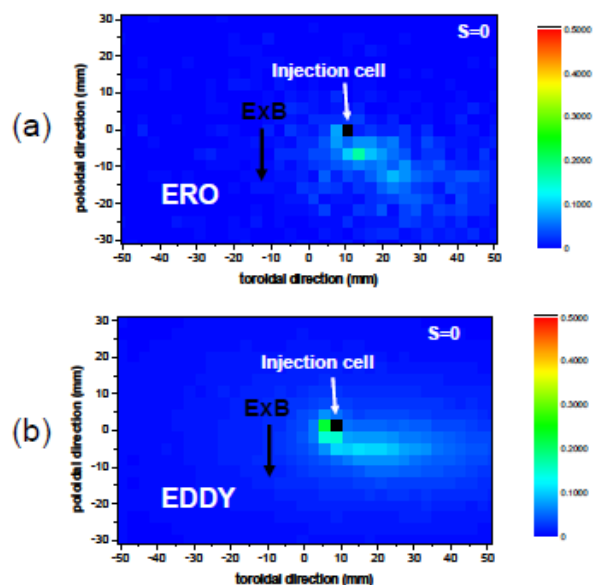 (a)
S=0
Injection cell
ExB
ERO
poloidal direction (mm)
30
20
10
0
-10
-20
-30
-50 -40 -30 -20 -10 0 10 20 30 40 50
toroidal direction (mm)
0.5000
0.4000
0.3000
0.2000
0.1000
0
(b)
S=0
Injection cell
ExB
EDDY
poloidal direction (mm)
30
20
10
0
-10
-20
-30
-50 -40 -30 -20 -10 0 10 20 30 40 50
toroidal direction (mm)
0.5000
0.4000
0.3000
0.2000
0.1000
0